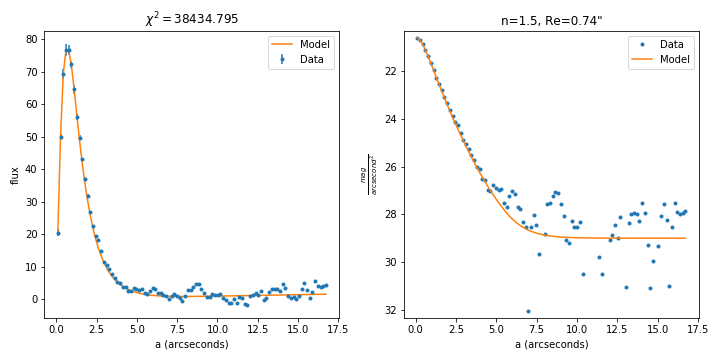 χ² = 38434.795
Model
Data
flux
80
70
60
50
40
30
20
10
0
0.0 2.5 5.0 7.5 10.0 12.5 15.0 17.5
a (arcseconds)
n=1.5, Re=0.74"
Data
Model
mag
arcsecond²
22
24
26
28
30
32
0.0 2.5 5.0 7.5 10.0 12.5 15.0 17.5
a (arcseconds)